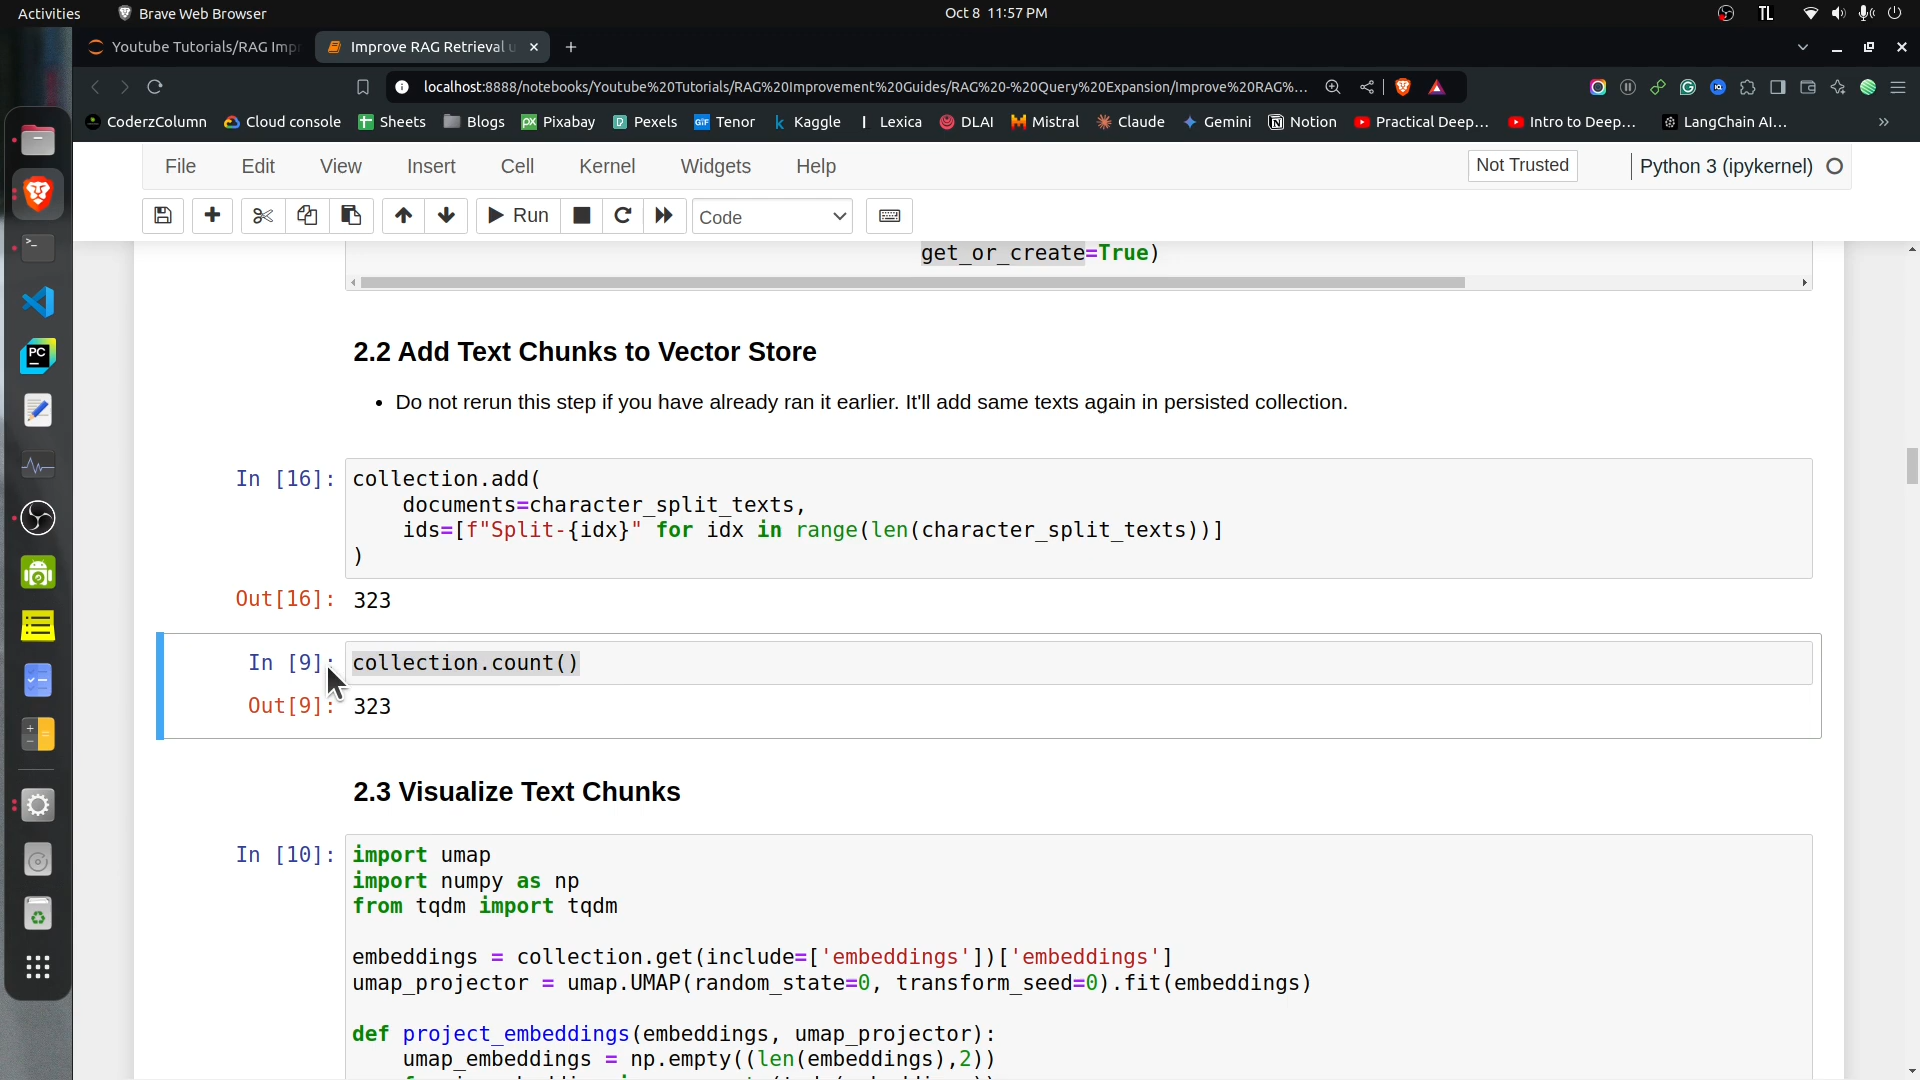 Activities Brave Web Browser Oct 8 11:57 PM TL
Youtube Tutorials/RAG Imp Improve RAG Retrieval u
localhost:8888/notebooks/Youtube%20Tutorials/RAG%20Improvement%20Guides/RAG%20-%20Query%20Expansion/Improve%20RAG%...
CoderzColumn Cloud console Sheets Blogs Pixabay Pexels Tenor Kaggle Lexica DLAI Mistral Claude Gemini Notion Practical Deep... Intro to Deep... LangChain AI... »
File Edit View Insert Cell Kernel Widgets Help Not Trusted Python 3 (ipykernel)
Run Code
get_or_create=True)
2.2 Add Text Chunks to Vector Store
• Do not rerun this step if you have already ran it earlier. It'll add same texts again in persisted collection.
In [16]: collection.add(
documents=character_split_texts,
ids=[f"Split-{idx}" for idx in range(len(character_split_texts))]
)
Out[16]: 323
In [9]: collection.count()
Out[9]: 323
2.3 Visualize Text Chunks
In [10]: import umap
import numpy as np
from tqdm import tqdm
embeddings = collection.get(include=['embeddings'])['embeddings']
umap_projector = umap.UMAP(random_state=0, transform_seed=0).fit(embeddings)
def project_embeddings(embeddings, umap_projector):
umap_embeddings = np.empty((len(embeddings),2))